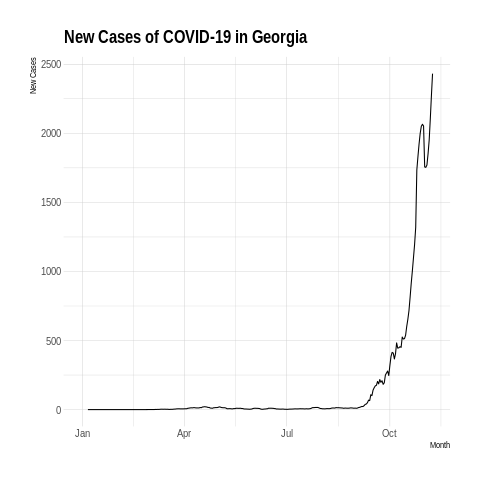 New Cases of COVID-19 in Georgia
New Cases
2500
2000
1500
1000
500
0
Jan
Apr
Jul
Oct
Month